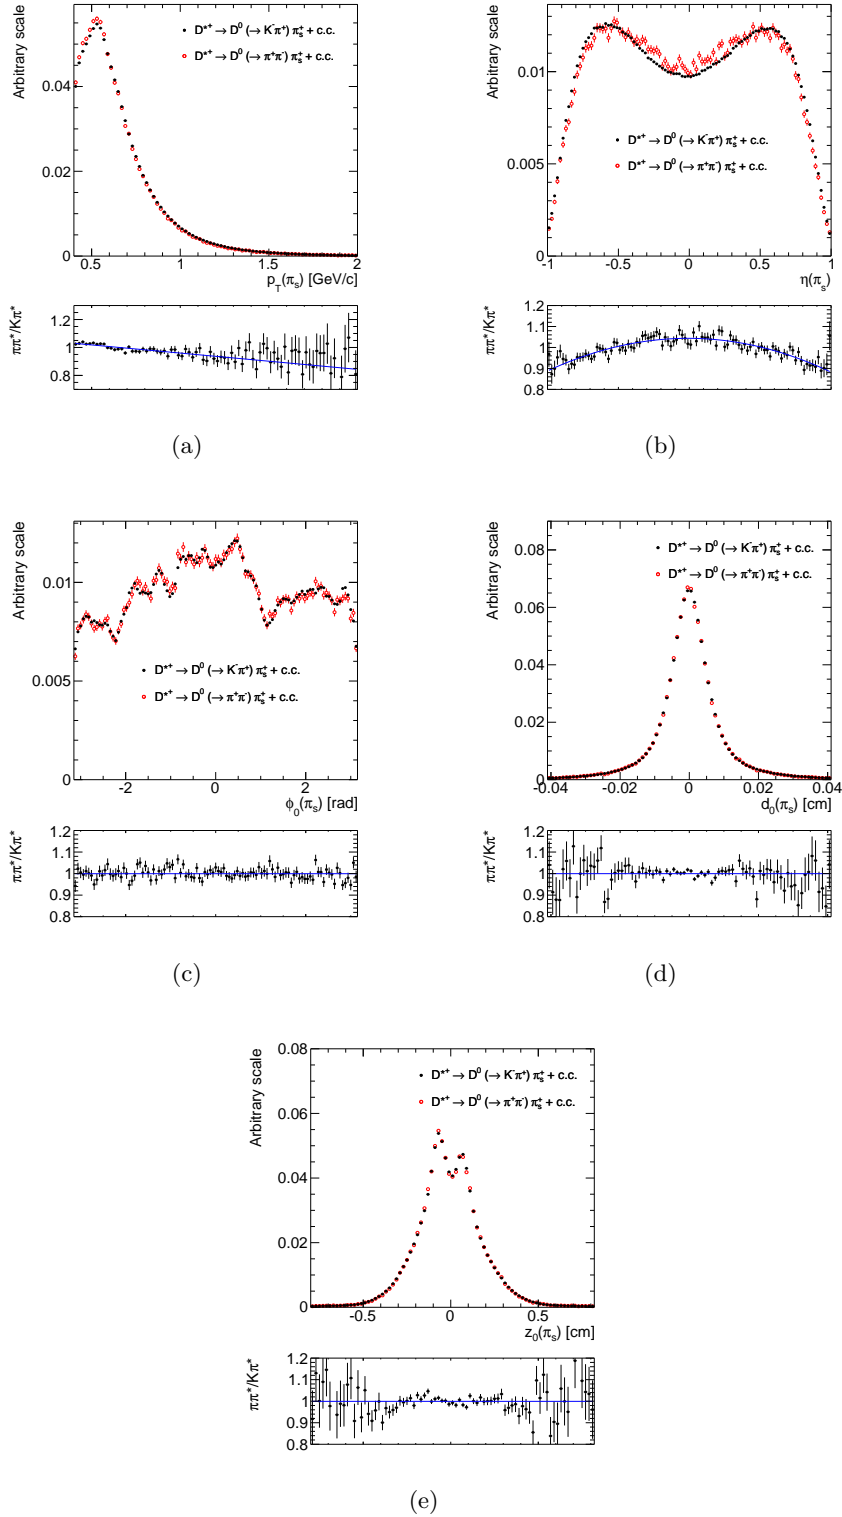 Arbitrary scale
D*⁺ → D⁰ (→ K⁻π⁺) πₛ⁺ + c.c.
D*⁺ → D⁰ (→ π⁺π⁻) πₛ⁺ + c.c.
0.04
0.02
0
0.5 1 1.5 2
p_T(πₛ) [GeV/c]
ππ*/Kπ*
1.2
1
0.8
(a)
Arbitrary scale
0.01
0.005
0
D*⁺ → D⁰ (→ K⁻π⁺) πₛ⁺ + c.c.
D*⁺ → D⁰ (→ π⁺π⁻) πₛ⁺ + c.c.
-1 -0.5 0 0.5 1
η(πₛ)
ππ*/Kπ*
1.2
1.1
1
0.9
0.8
(b)
Arbitrary scale
0.01
0.005
0
D*⁺ → D⁰ (→ K⁻π⁺) πₛ⁺ + c.c.
D*⁺ → D⁰ (→ π⁺π⁻) πₛ⁺ + c.c.
-2 0 2
ϕ₀(πₛ) [rad]
ππ*/Kπ*
1.2
1.1
1
0.9
0.8
(c)
Arbitrary scale
0.08
0.06
0.04
0.02
0
D*⁺ → D⁰ (→ K⁻π⁺) πₛ⁺ + c.c.
D*⁺ → D⁰ (→ π⁺π⁻) πₛ⁺ + c.c.
-0.04 -0.02 0 0.02 0.04
d₀(πₛ) [cm]
ππ*/Kπ*
1.2
1.1
1
0.9
0.8
(d)
Arbitrary scale
0.08
0.06
0.04
0.02
0
D*⁺ → D⁰ (→ K⁻π⁺) πₛ⁺ + c.c.
D*⁺ → D⁰ (→ π⁺π⁻) πₛ⁺ + c.c.
-0.5 0 0.5
z₀(πₛ) [cm]
ππ*/Kπ*
1.2
1.1
1
0.9
0.8
(e)